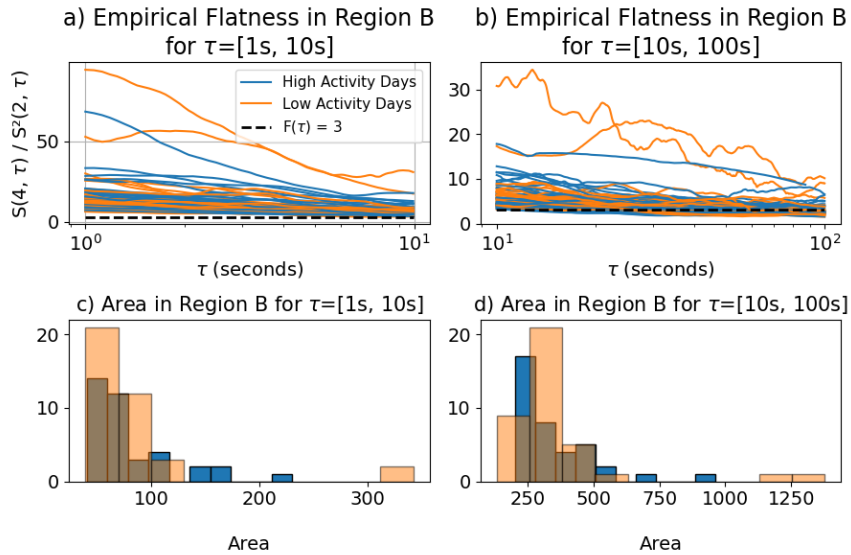 a) Empirical Flatness in Region B
for τ=[1s, 10s]
S(4, τ) / S²(2, τ)
50
0
High Activity Days
Low Activity Days
F(τ) = 3
10⁰
10¹
τ (seconds)
b) Empirical Flatness in Region B
for τ=[10s, 100s]
30
20
10
0
10¹
10²
τ (seconds)
c) Area in Region B for τ=[1s, 10s]
20
10
0
100
200
300
Area
d) Area in Region B for τ=[10s, 100s]
20
10
0
250
500
750
1000
1250
Area